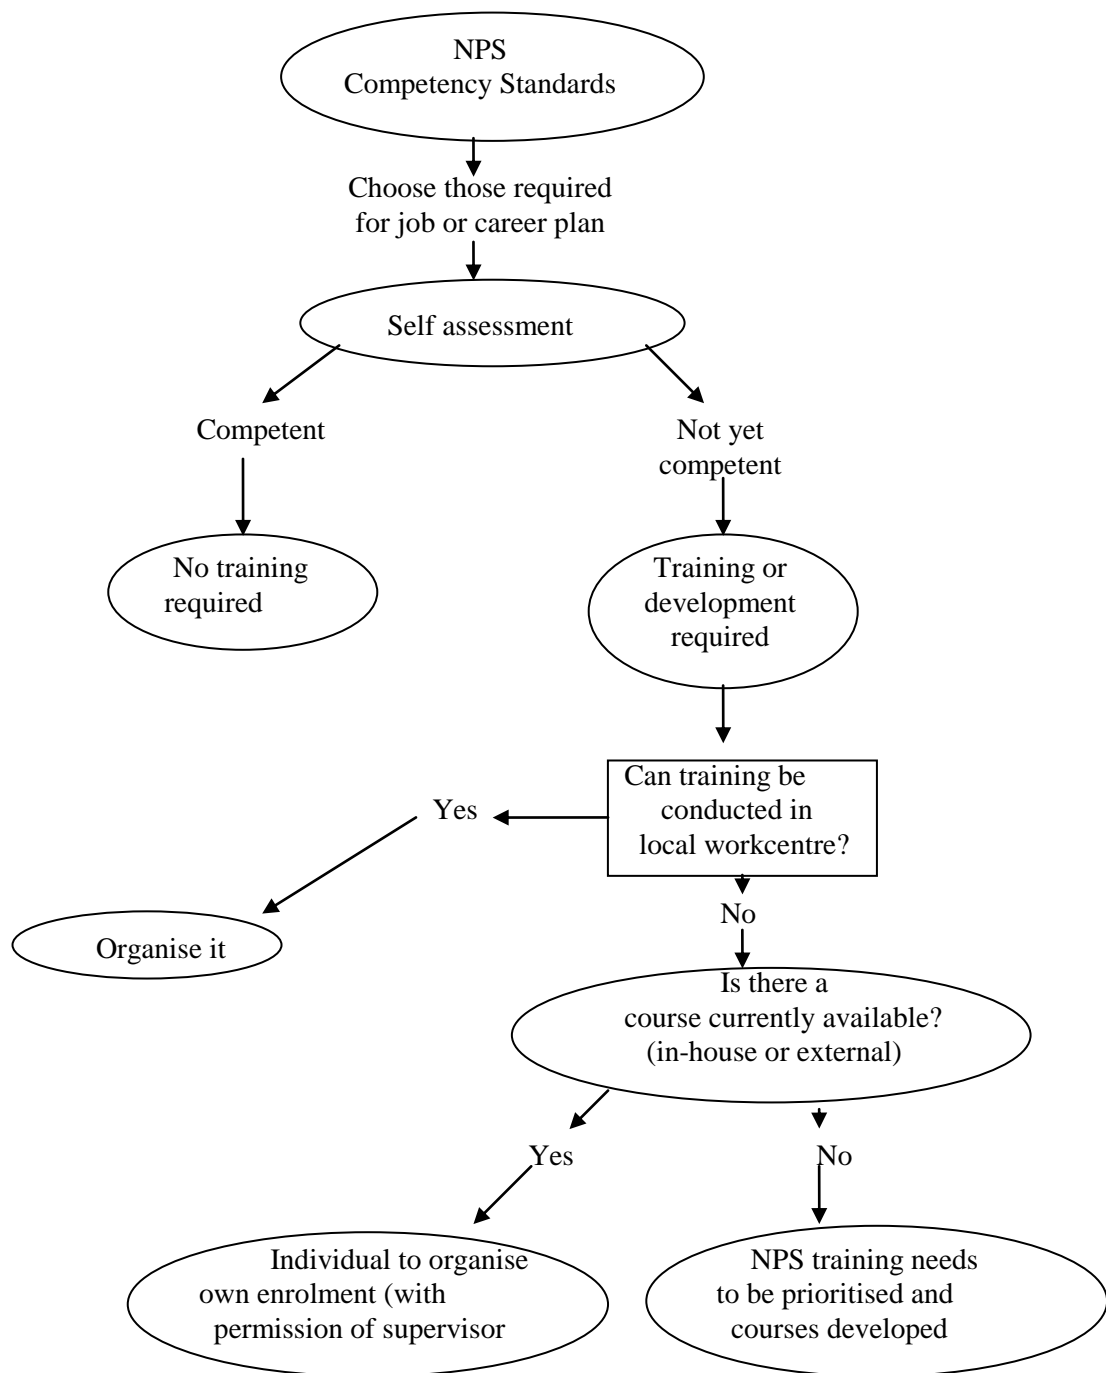 NPS
Competency Standards
Choose those required
for job or career plan
Self assessment
Competent
Not yet
competent
No training
required
Training or
development
required
Can training be
conducted in
local workcentre?
Yes
No
Organise it
Is there a
course currently available?
(in-house or external)
Yes
No
Individual to organise
own enrolment (with
permission of supervisor
NPS training needs
to be prioritised and
courses developed